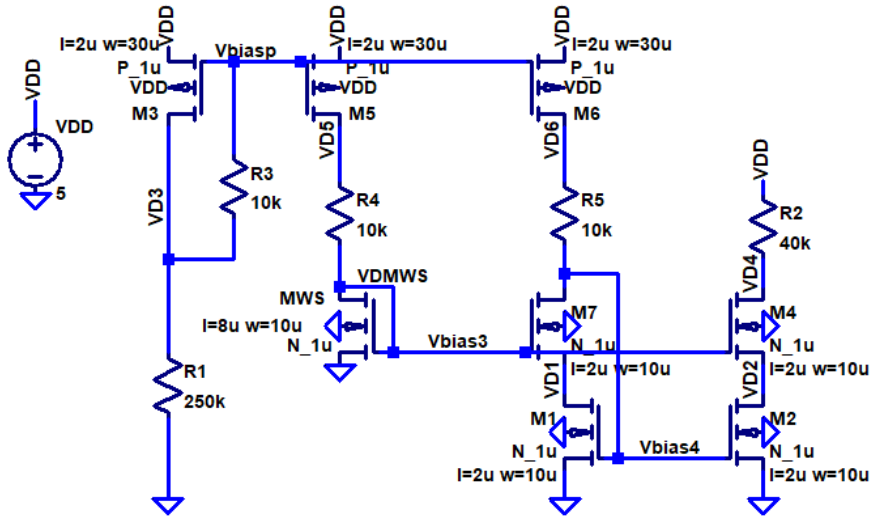 VDD
VDD
5
VDD
l=2u w=30u
P_1u
VDD
M3
VD3
Vbiasp
R3
10k
R1
250k
VDD
l=2u w=30u
P_1u
VDD
M5
VD5
R4
10k
VDMWS
MWS
l=8u w=10u
N_1u
Vbias3
VDD
l=2u w=30u
P_1u
VDD
M6
VD6
R5
10k
M7
N_1u
l=2u w=10u
VD1
M1
N_1u
l=2u w=10u
Vbias4
VDD
R2
40k
VD4
M4
N_1u
l=2u w=10u
VD2
M2
N_1u
l=2u w=10u